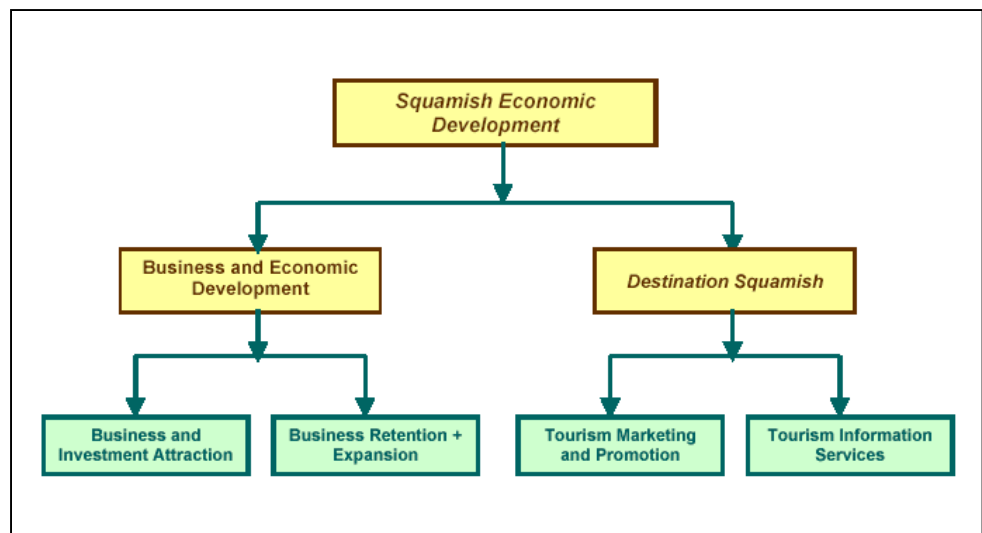 Squamish Economic
Development
Business and Economic
Development
Destination Squamish
Business and
Investment Attraction
Business Retention +
Expansion
Tourism Marketing
and Promotion
Tourism Information
Services